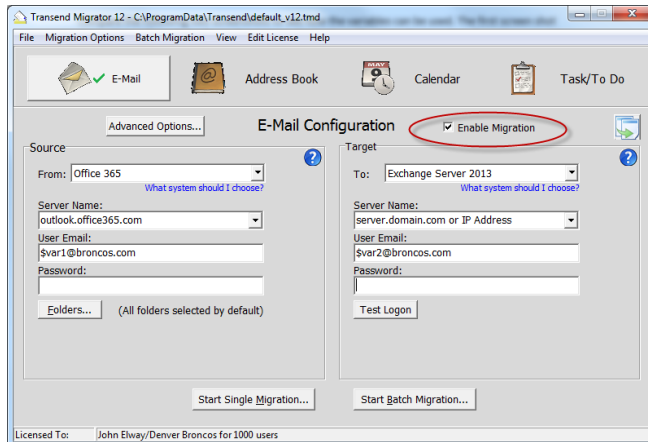 Transend Migrator 12 - C:\ProgramData\Transend\default_v12.tmd
File Migration Options Batch Migration View Edit License Help
E-Mail Address Book MAY 9 Calendar Task/To Do
Advanced Options... E-Mail Configuration Enable Migration
Source Target
From: Office 365 To: Exchange Server 2013
What system should I choose? What system should I choose?
Server Name: Server Name:
outlook.office365.com server.domain.com or IP Address
User Email: User Email:
$var1@broncos.com $var2@broncos.com
Password: Password:
Folders... (All folders selected by default) Test Logon
Start Single Migration... Start Batch Migration...
Licensed To: John Elway/Denver Broncos for 1000 users